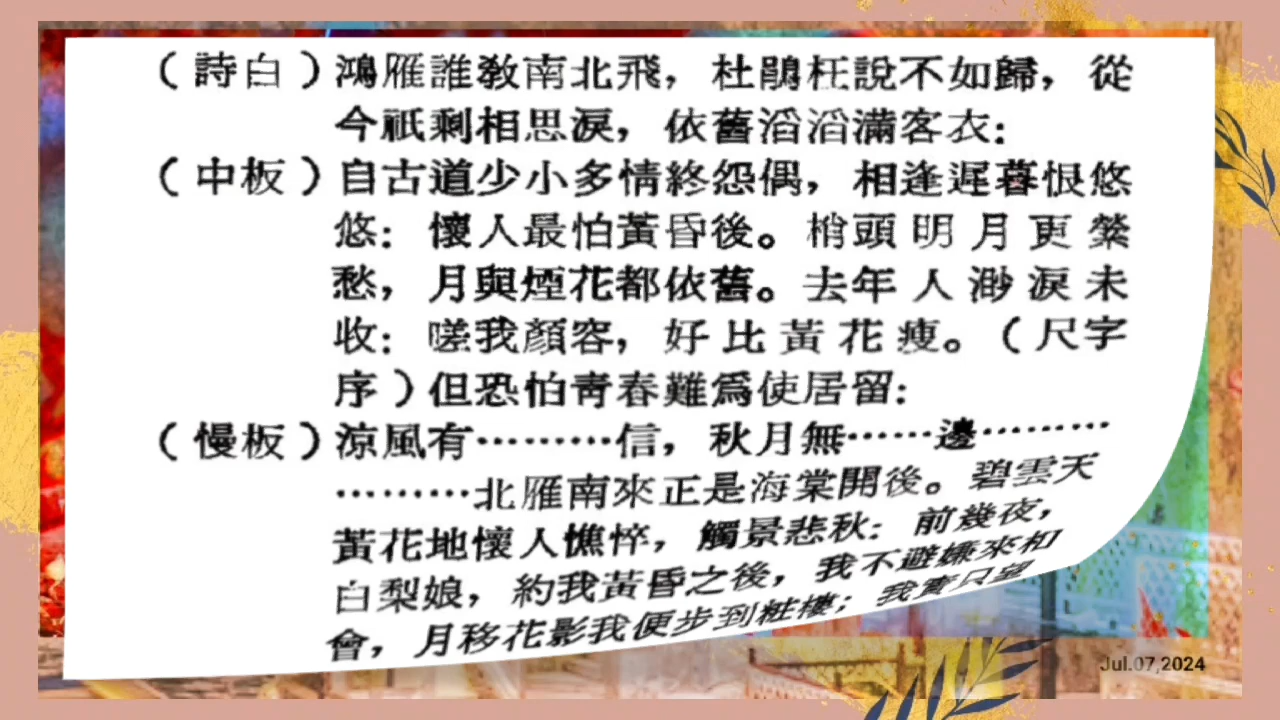 (詩白)鴻雁誰教南北飛，杜鵑枉說不如歸，從
今祇剩相思淚，依舊滔滔滿客衣：
(中板)自古道少小多情終怨偶，相逢遲暮恨悠
悠：懷人最怕黃昏後。梢頭明月更縈
愁，月與煙花都依舊。去年人渺淚未
收：嗟我顏容，好比黃花瘦。(尺字
序)但恐怕青春難為使居留：
(慢板)涼風有………信，秋月無……邊………
………北雁南來正是海棠開後。碧雲天
黃花地懷人憔悴，觸景悲秋：前幾夜，
白梨娘，約我黃昏之後，我不避嫌來和
會，月移花影我便步到粧樓；我實只望
Jul.07,2024